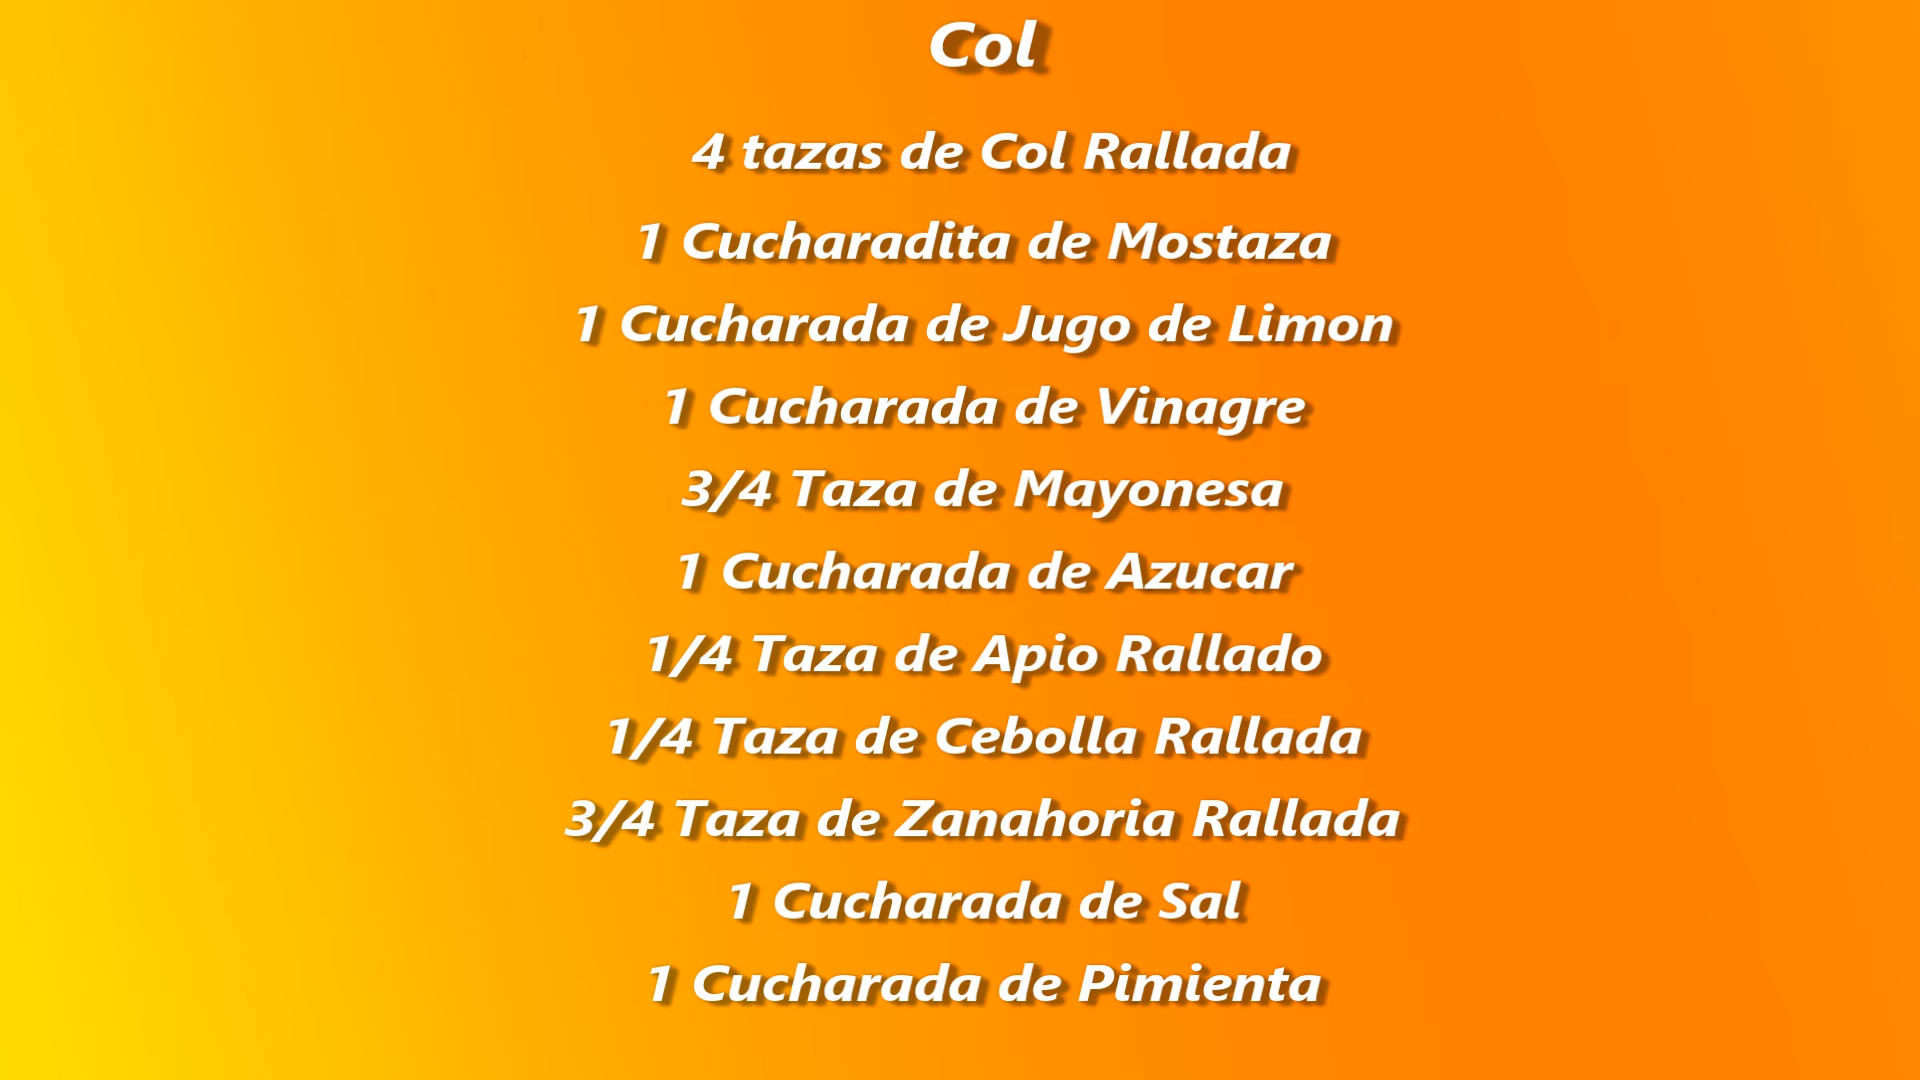 Col
4 tazas de Col Rallada
1 Cucharadita de Mostaza
1 Cucharada de Jugo de Limon
1 Cucharada de Vinagre
3/4 Taza de Mayonesa
1 Cucharada de Azucar
1/4 Taza de Apio Rallado
1/4 Taza de Cebolla Rallada
3/4 Taza de Zanahoria Rallada
1 Cucharada de Sal
1 Cucharada de Pimienta